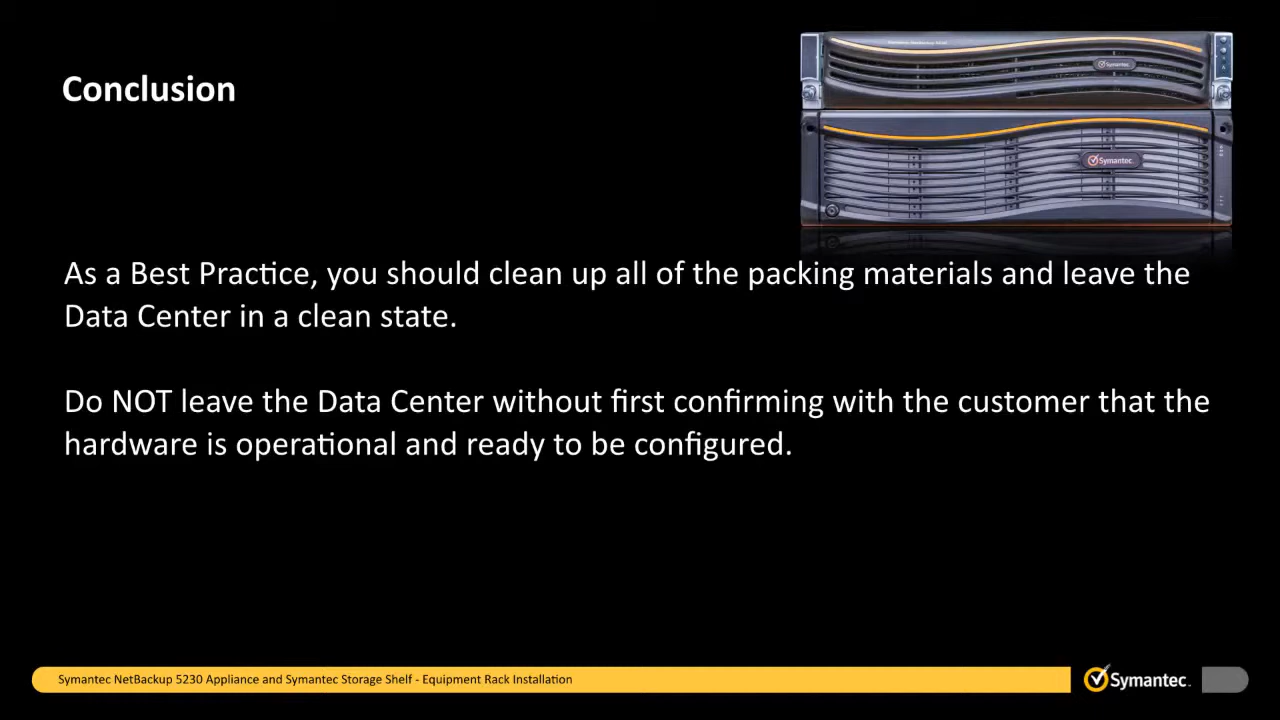 Conclusion
Symantec
Symantec
As a Best Practice, you should clean up all of the packing materials and leave the
Data Center in a clean state.
Do NOT leave the Data Center without first confirming with the customer that the
hardware is operational and ready to be configured.
Symantec NetBackup 5230 Appliance and Symantec Storage Shelf - Equipment Rack Installation
Symantec.